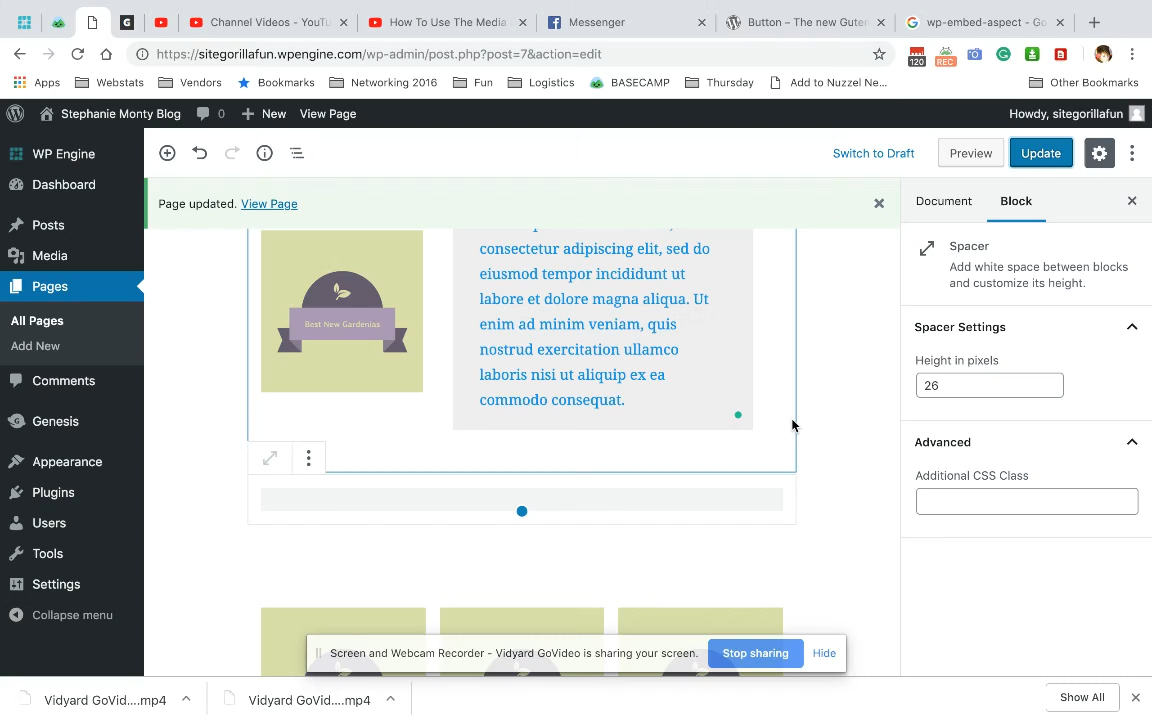 G Channel Videos - YouTu × How To Use The Media × Messenger × Button – The new Guter × wp-embed-aspect - Go ×
https://sitegorillafun.wpengine.com/wp-admin/post.php?post=7&action=edit 120 REC
Apps Webstats Vendors Bookmarks Networking 2016 Fun Logistics BASECAMP Thursday Add to Nuzzel Ne... Other Bookmarks
Stephanie Monty Blog 0 New View Page Howdy, sitegorillafun
WP Engine
Dashboard
Posts
Media
Pages
All Pages
Add New
Comments
Genesis
Appearance
Plugins
Users
Tools
Settings
Collapse menu
Switch to Draft Preview Update
Page updated. View Page
consectetur adipiscing elit, sed do
eiusmod tempor incididunt ut
labore et dolore magna aliqua. Ut
enim ad minim veniam, quis
nostrud exercitation ullamco
laboris nisi ut aliquip ex ea
commodo consequat.
Best New Gardenias
Document Block
Spacer
Add white space between blocks
and customize its height.
Spacer Settings
Height in pixels
26
Advanced
Additional CSS Class
Screen and Webcam Recorder - Vidyard GoVideo is sharing your screen. Stop sharing Hide
Vidyard GoVid....mp4 Vidyard GoVid....mp4 Show All